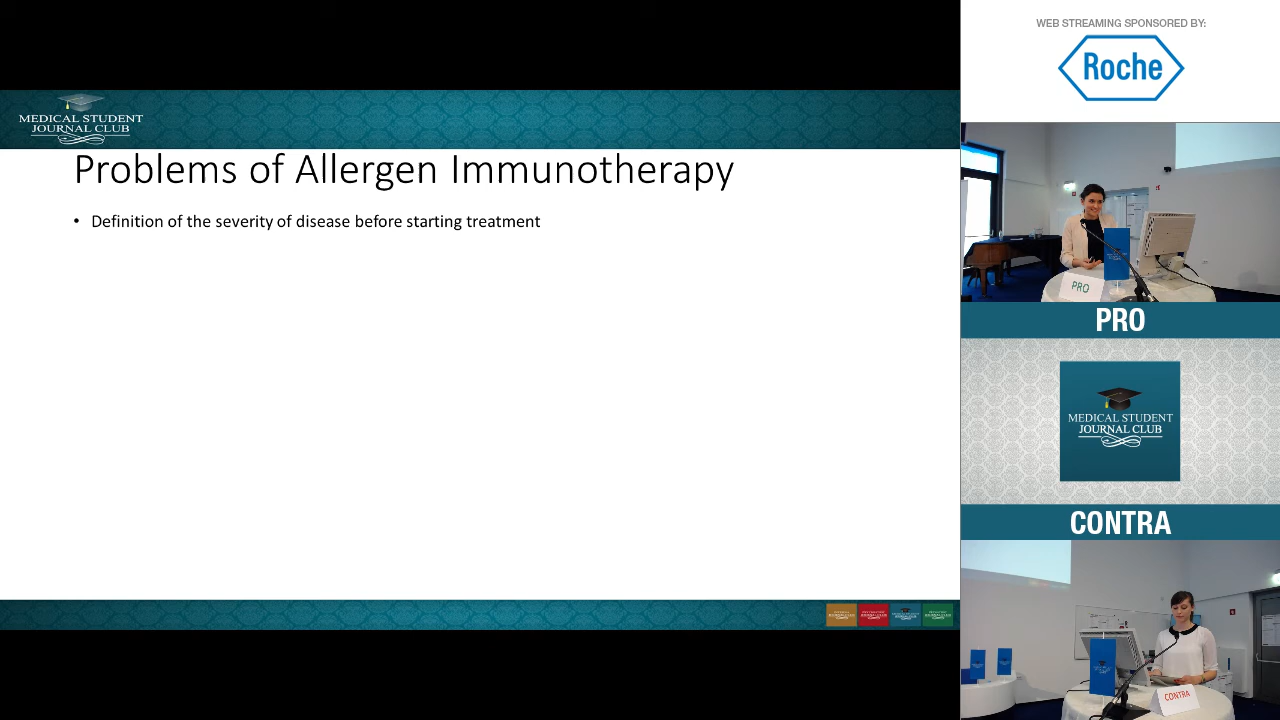 MEDICAL STUDENT
JOURNAL CLUB
Problems of Allergen Immunotherapy
• Definition of the severity of disease before starting treatment
WEB STREAMING SPONSORED BY:
Roche
PRO
PRO
MEDICAL STUDENT
JOURNAL CLUB
CONTRA
CONTRA